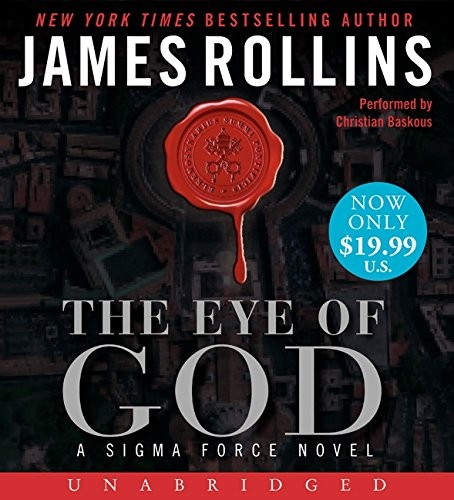 NEW YORK TIMES BESTSELLING AUTHOR
JAMES ROLLINS
Performed by
Christian Baskous
NOW
ONLY
$19.99
U.S.
THE EYE OF
GOD
A SIGMA FORCE NOVEL
UNABRIDGED